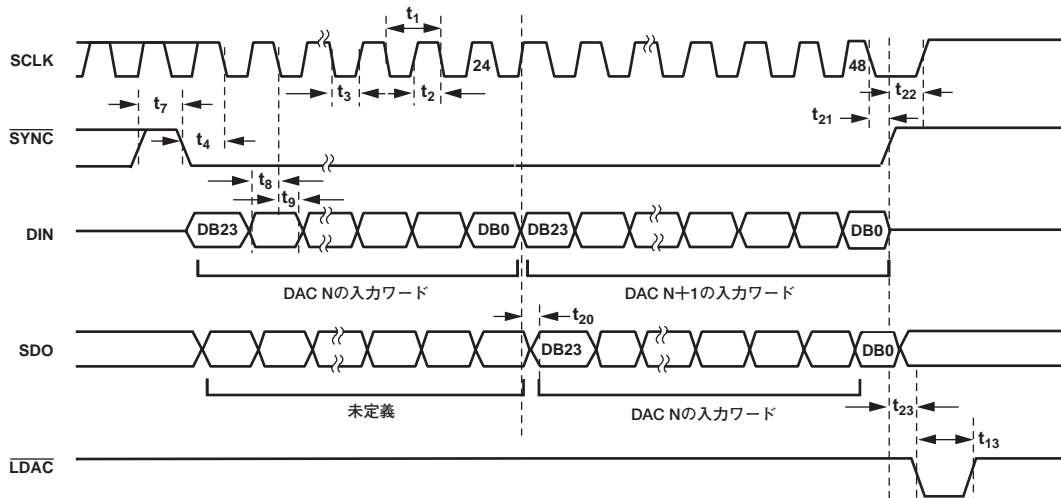 t1
SCLK
24
48
t3
t2
t22
t7
t21
SYNC
t4
t8
t9
DIN
DB23
DB0
DB23
DB0
DAC Nの入力ワード
DAC N+1の入力ワード
t20
SDO
DB23
DB0
未定義
DAC Nの入力ワード
t23
t13
LDAC